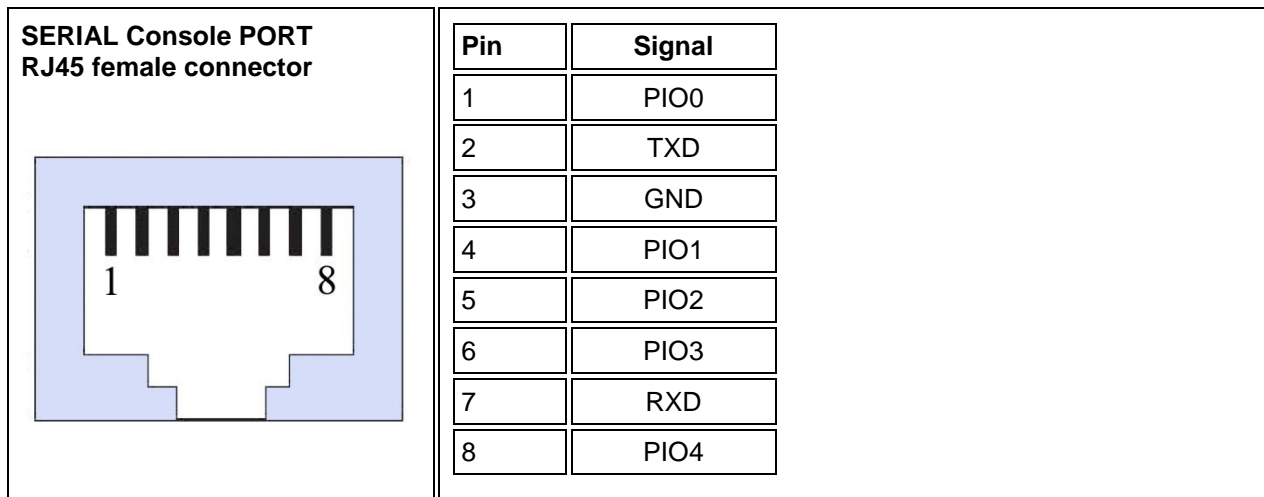 SERIAL Console PORT
RJ45 female connector
1 8
Pin Signal
1 PIO0
2 TXD
3 GND
4 PIO1
5 PIO2
6 PIO3
7 RXD
8 PIO4